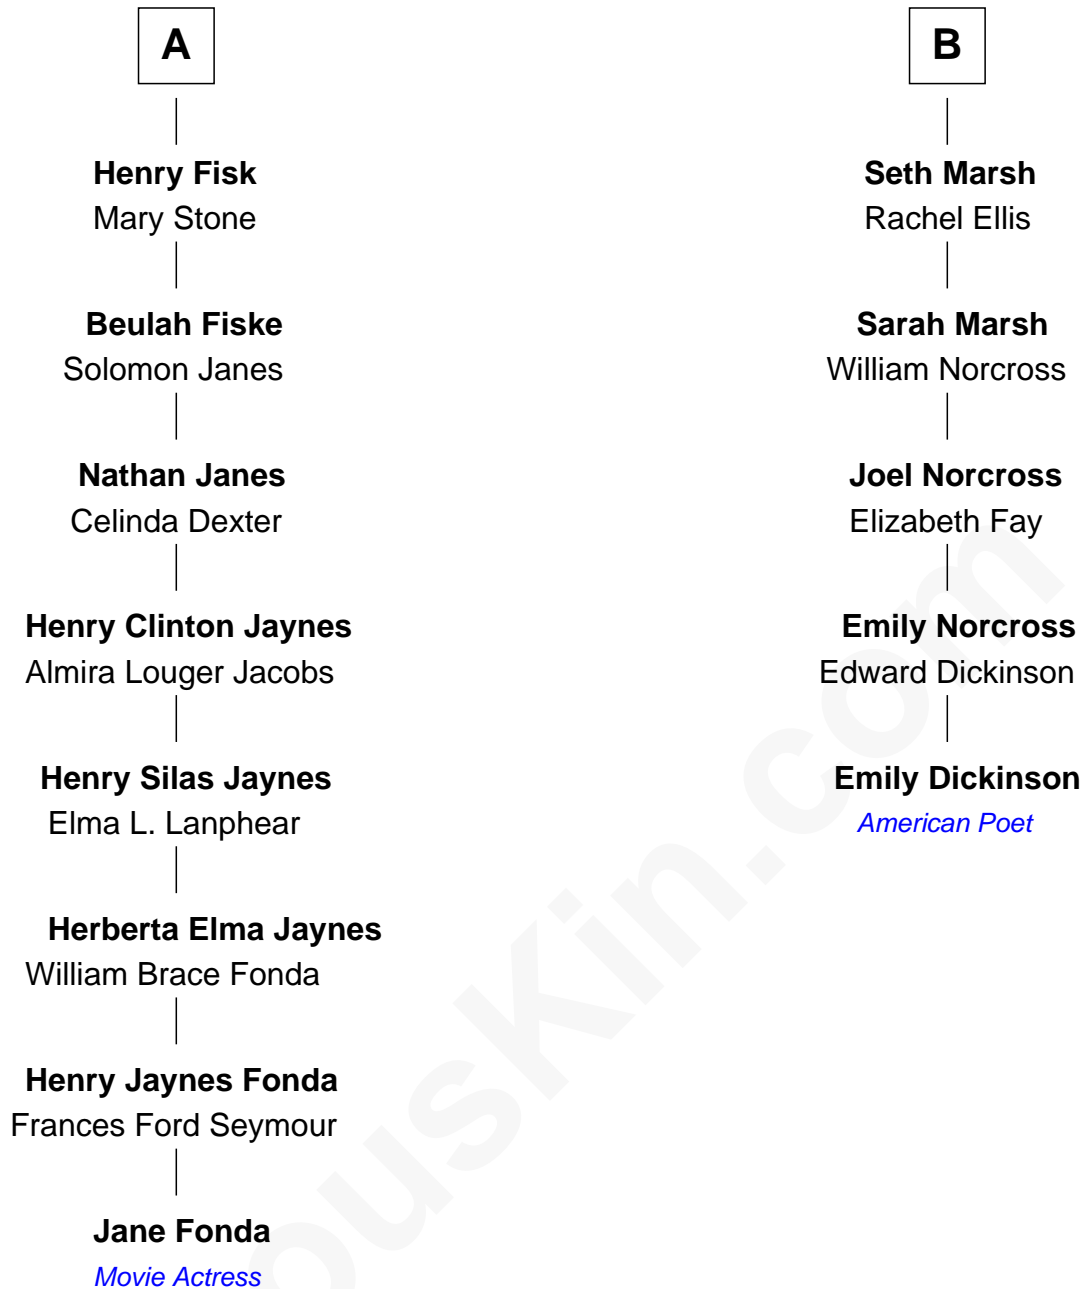 A
Henry Fisk
Mary Stone
Beulah Fiske
Solomon Janes
Nathan Janes
Celinda Dexter
Henry Clinton Jaynes
Almira Louger Jacobs
Henry Silas Jaynes
Elma L. Lanphear
Herberta Elma Jaynes
William Brace Fonda
Henry Jaynes Fonda
Frances Ford Seymour
Jane Fonda
Movie Actress
B
Seth Marsh
Rachel Ellis
Sarah Marsh
William Norcross
Joel Norcross
Elizabeth Fay
Emily Norcross
Edward Dickinson
Emily Dickinson
American Poet
ousKin.com